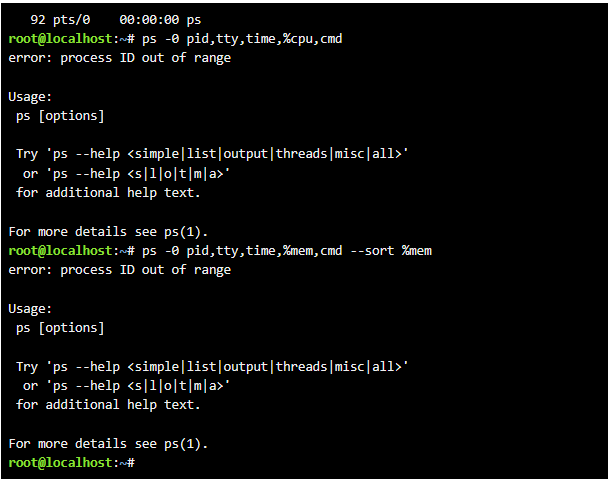 92 pts/0    00:00:00 ps
root@localhost:~# ps -0 pid,tty,time,%cpu,cmd
error: process ID out of range

Usage:
 ps [options]

 Try 'ps --help <simple|list|output|threads|misc|all>'
  or 'ps --help <s|l|o|t|m|a>'
 for additional help text.

For more details see ps(1).
root@localhost:~# ps -0 pid,tty,time,%mem,cmd --sort %mem
error: process ID out of range

Usage:
 ps [options]

 Try 'ps --help <simple|list|output|threads|misc|all>'
  or 'ps --help <s|l|o|t|m|a>'
 for additional help text.

For more details see ps(1).
root@localhost:~#